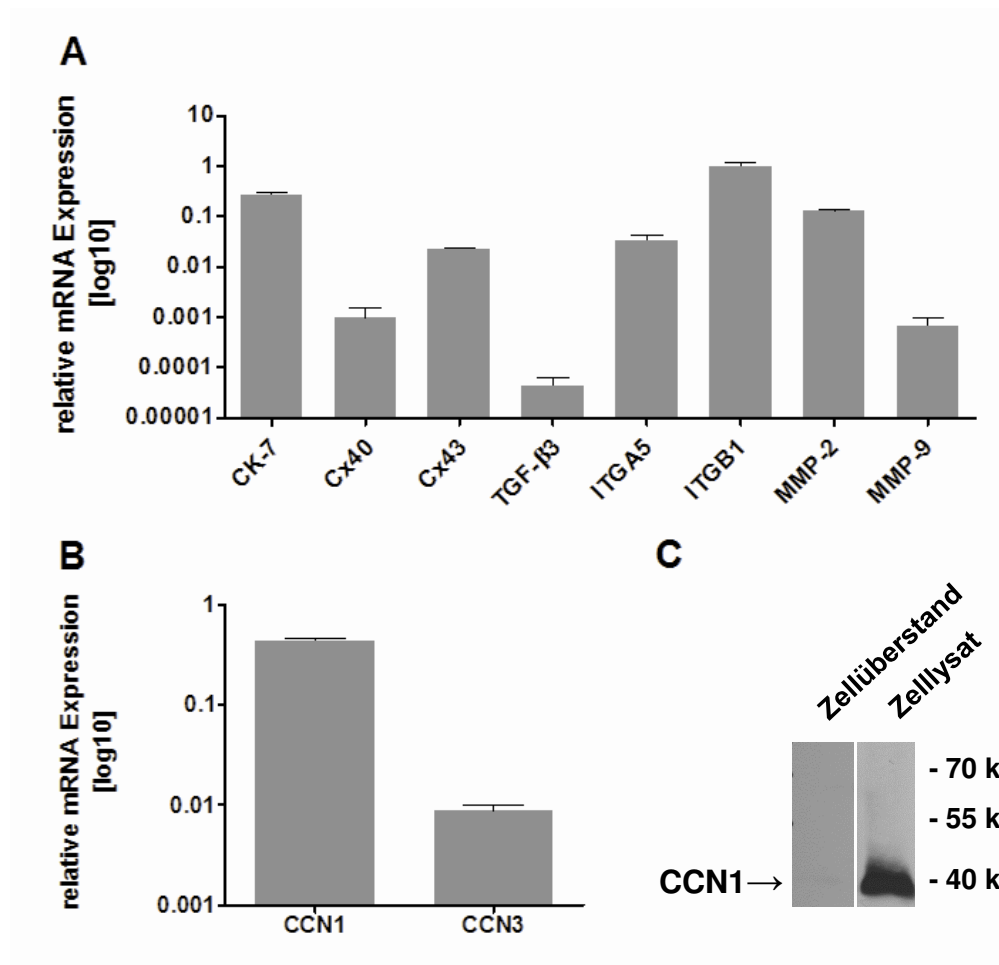 A
relative mRNA Expression
[log10]
10
1
0.1
0.01
0.001
0.0001
0.00001
CK-7
Cx40
Cx43
TGF-β3
ITGA5
ITGB1
MMP-2
MMP-9
B
relative mRNA Expression
[log10]
1
0.1
0.01
0.001
CCN1
CCN3
C
Zellüberstand
Zelllysat
- 70 k
- 55 k
- 40 k
CCN1→